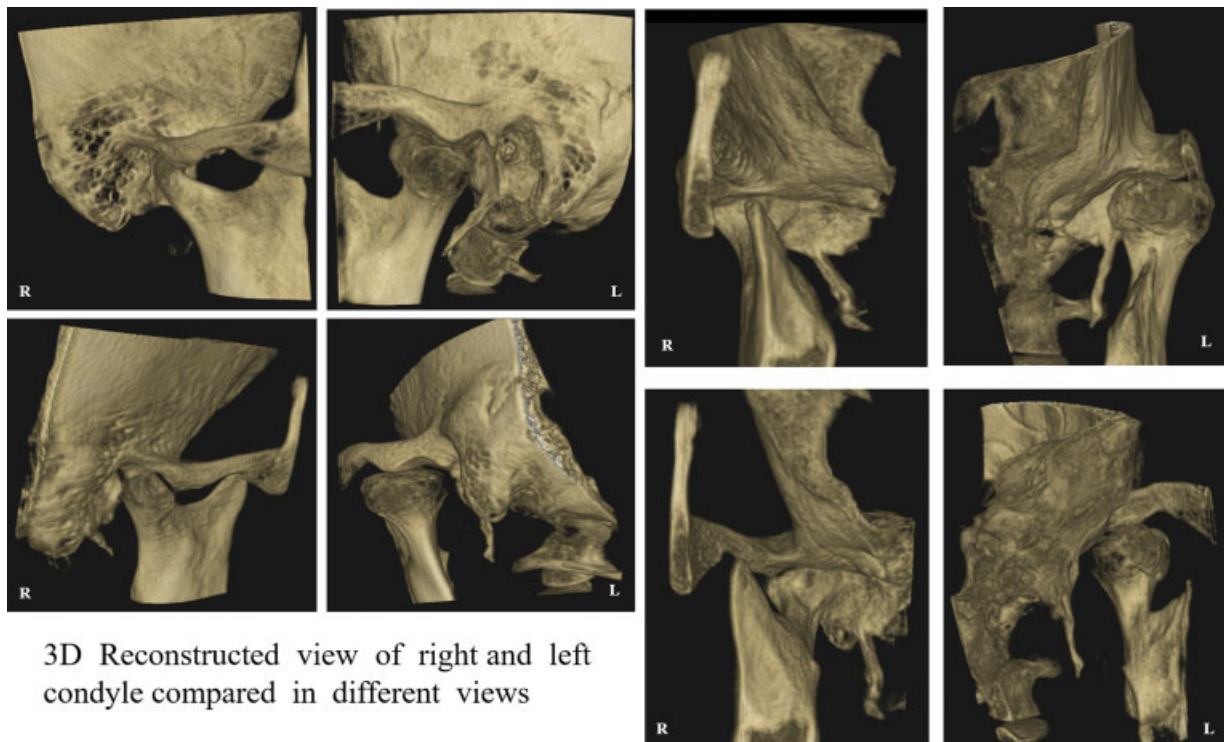 R
L
R
L
R
L
R
L
3D Reconstructed view of right and left
condyle compared in different views